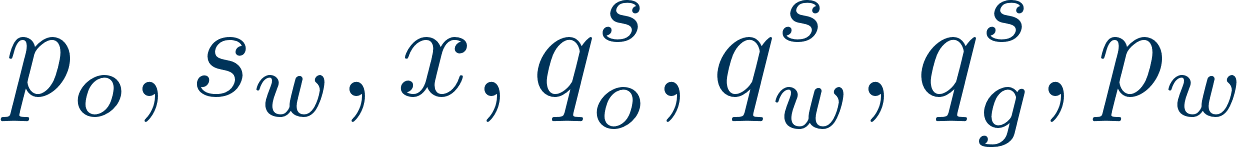 p_o, s_w, x, q_o^s, q_w^s, q_g^s, p_w